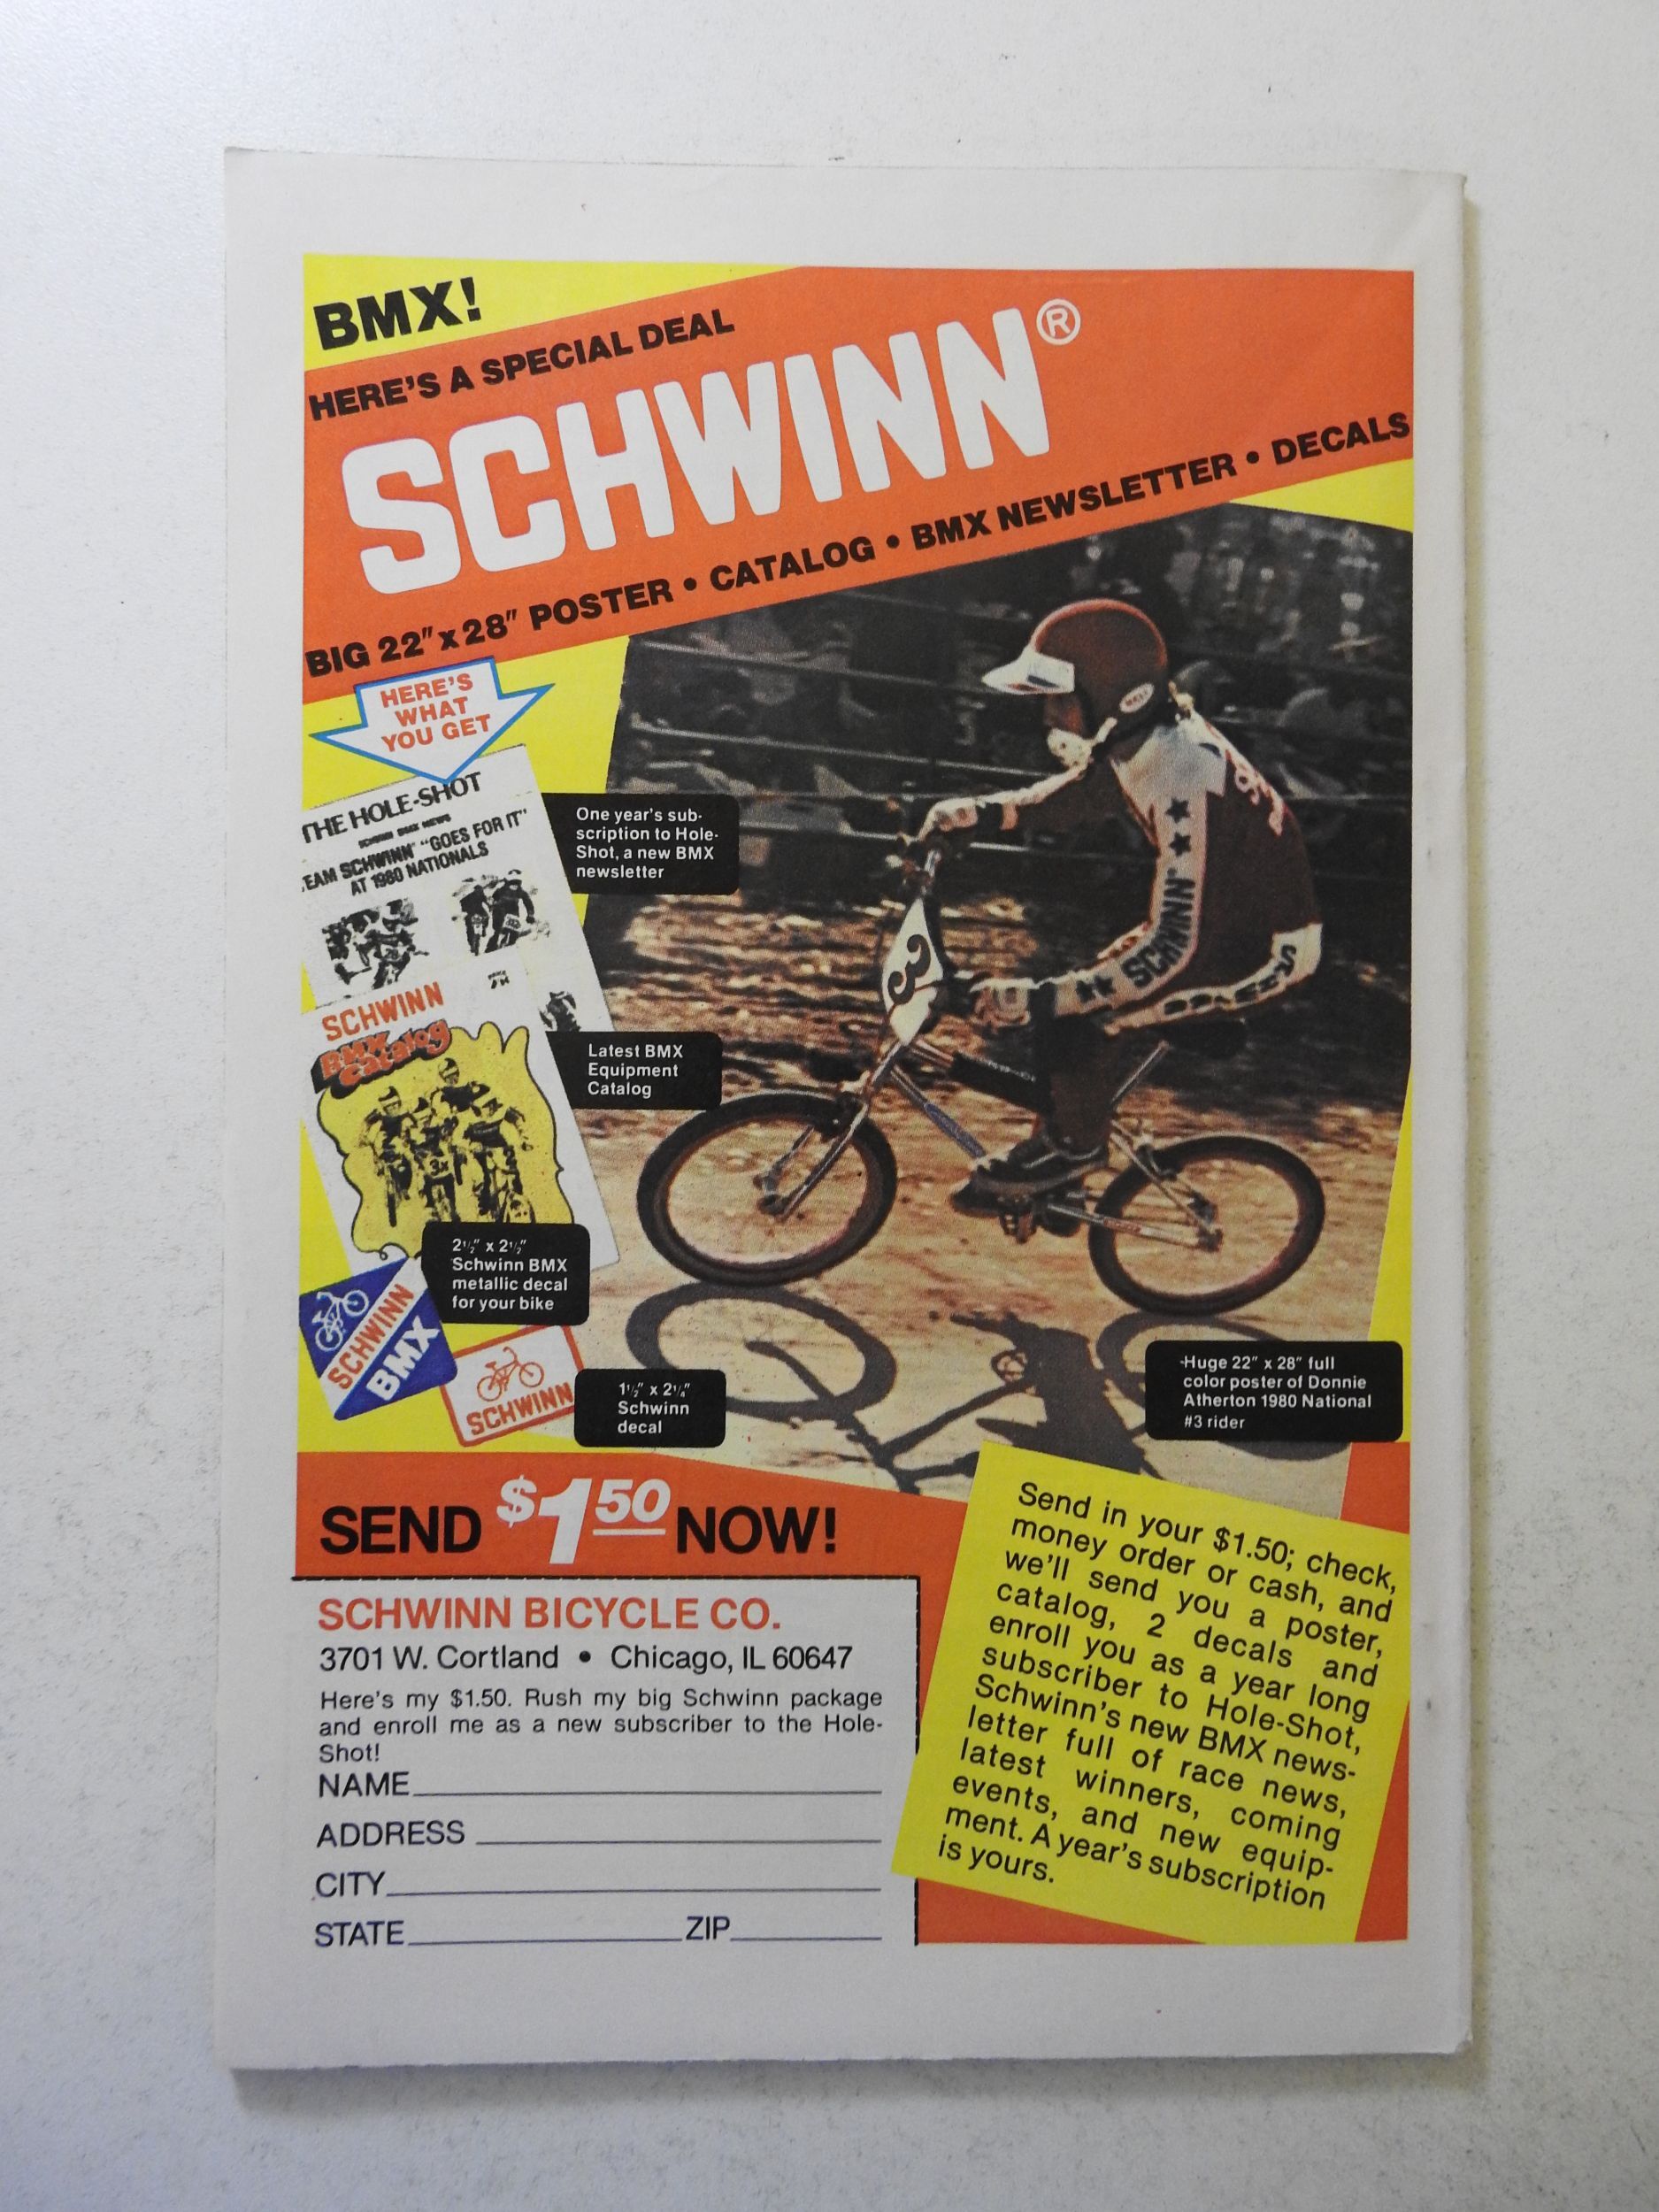 BMX!
HERE'S A SPECIAL DEAL
SCHWINN®
BIG 22" x 28" POSTER • CATALOG • BMX NEWSLETTER • DECALS
HERE'S
WHAT
YOU GET
THE HOLE-SHOT
SCHWINN BMX NEWS
TEAM SCHWINN "GOES FOR IT"
AT 1980 NATIONALS
One year's sub-
scription to Hole-
Shot, a new BMX
newsletter
SCHWINN
BMX
Catalog
Latest BMX
Equipment
Catalog
2½" x 2½"
Schwinn BMX
metallic decal
for your bike
SCHWINN
BMX
SCHWINN
1½" x 2¼"
Schwinn
decal
BELL
SCHWINN
3
Huge 22" x 28" full
color poster of Donnie
Atherton 1980 National
#3 rider
SEND $1.50 NOW!
SCHWINN BICYCLE CO.
3701 W. Cortland • Chicago, IL 60647
Here's my $1.50. Rush my big Schwinn package
and enroll me as a new subscriber to the Hole-
Shot!
NAME
ADDRESS
CITY
STATE ZIP
Send in your $1.50; check,
money order or cash, and
we'll send you a poster,
catalog, 2 decals and
enroll you as a year long
subscriber to Hole-Shot,
Schwinn's new BMX news-
letter full of race news,
latest winners, coming
events, and new equip-
ment. A year's subscription
is yours.